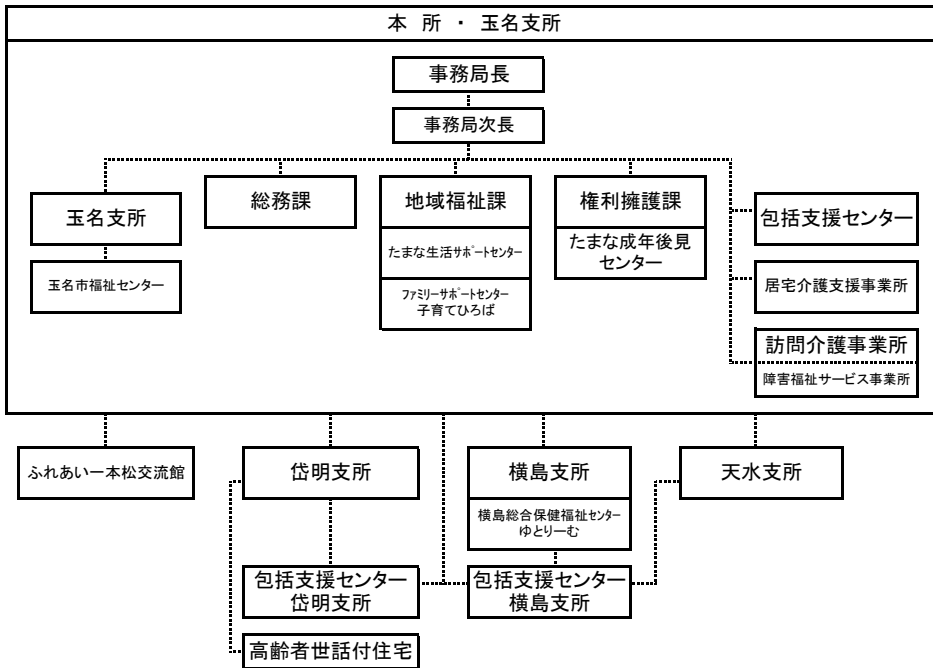 本 所 ・ 玉名支所
事務局長
事務局次長
玉名支所
玉名市福祉センター
総務課
地域福祉課
たまな生活サポートセンター
ファミリーサポートセンター
子育てひろば
権利擁護課
たまな成年後見
センター
包括支援センター
居宅介護支援事業所
訪問介護事業所
障害福祉サービス事業所
ふれあい一本松交流館
岱明支所
横島支所
横島総合保健福祉センター
ゆとりーむ
天水支所
包括支援センター
岱明支所
包括支援センター
横島支所
高齢者世話付住宅